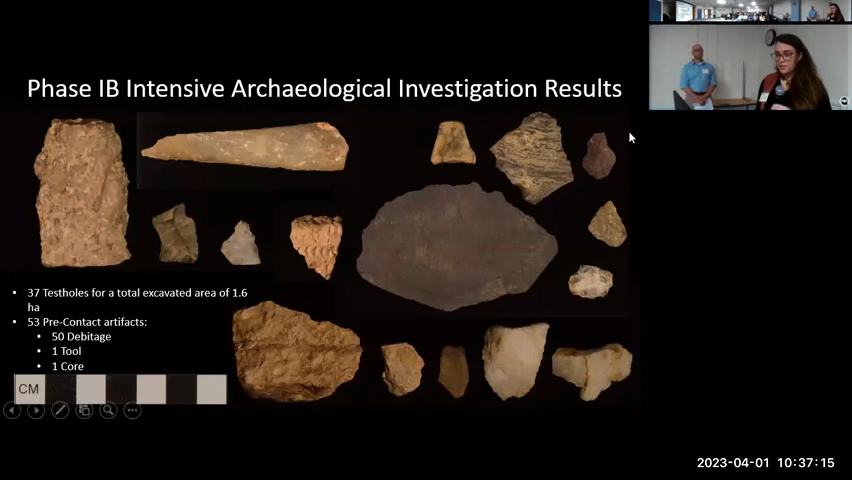 Phase IB Intensive Archaeological Investigation Results
• 37 Testholes for a total excavated area of 1.6
ha
• 53 Pre-Contact artifacts:
• 50 Debitage
• 1 Tool
• 1 Core
CM
2023-04-01 10:37:15